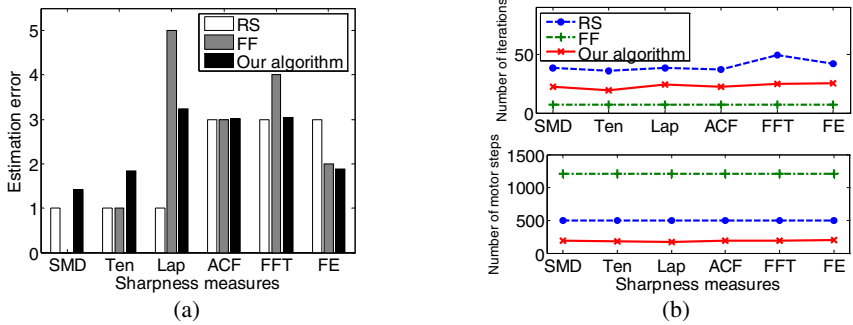 5
4
3
2
1
0
Estimation error
RS
FF
Our algorithm
SMD Ten Lap ACF FFT FE
Sharpness measures
(a)
Number of iterations
50
0
RS
FF
Our algorithm
SMD Ten Lap ACF FFT FE
Number of motor steps
1500
1000
500
0
SMD Ten Lap ACF FFT FE
Sharpness measures
(b)